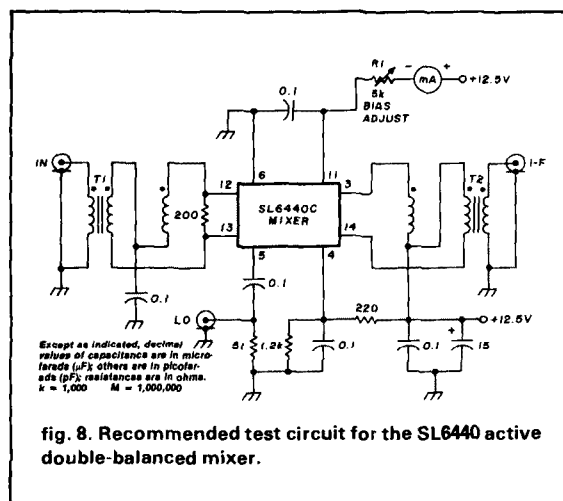 R1
5k
BIAS
ADJUST
- mA +
+12.5V
0.1
IN
T1
12
6
11
3
T2
I-F
200
SL6440C
MIXER
13
5
4
14
0.1
0.1
220
+12.5V
LO
51
1.2k
0.1
0.1
+
15
Except as indicated, decimal
values of capacitance are in micro-
farads (µF); others are in picofa-
rads (pF); resistances are in ohms.
k = 1,000 M = 1,000,000
fig. 8. Recommended test circuit for the SL6440 active
double-balanced mixer.